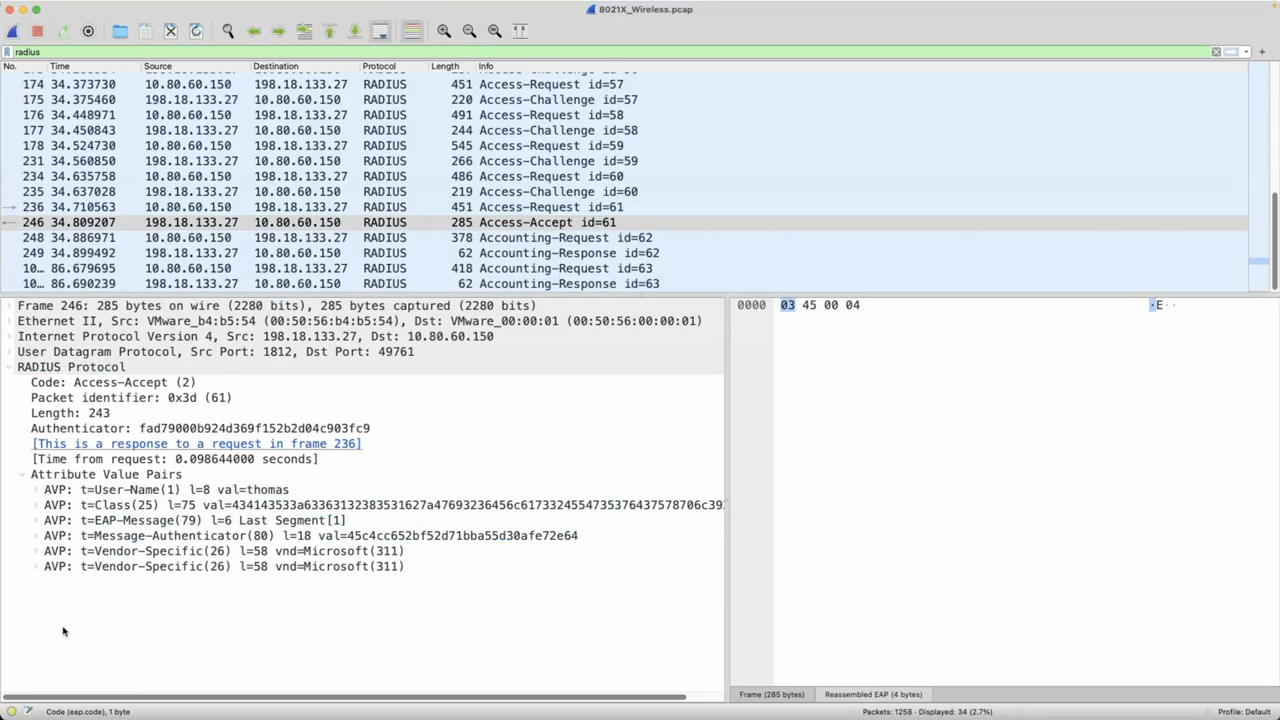 8021X_Wireless.pcap
radius
No. Time Source Destination Protocol Length Info
174 34.373730 10.80.60.150 198.18.133.27 RADIUS 451 Access-Request id=57
175 34.375460 198.18.133.27 10.80.60.150 RADIUS 220 Access-Challenge id=57
176 34.448971 10.80.60.150 198.18.133.27 RADIUS 491 Access-Request id=58
177 34.450843 198.18.133.27 10.80.60.150 RADIUS 244 Access-Challenge id=58
178 34.524730 10.80.60.150 198.18.133.27 RADIUS 545 Access-Request id=59
231 34.560850 198.18.133.27 10.80.60.150 RADIUS 266 Access-Challenge id=59
234 34.635758 10.80.60.150 198.18.133.27 RADIUS 486 Access-Request id=60
235 34.637028 198.18.133.27 10.80.60.150 RADIUS 219 Access-Challenge id=60
236 34.710563 10.80.60.150 198.18.133.27 RADIUS 451 Access-Request id=61
246 34.809207 198.18.133.27 10.80.60.150 RADIUS 285 Access-Accept id=61
248 34.886971 10.80.60.150 198.18.133.27 RADIUS 378 Accounting-Request id=62
249 34.899492 198.18.133.27 10.80.60.150 RADIUS 62 Accounting-Response id=62
10… 86.679695 10.80.60.150 198.18.133.27 RADIUS 418 Accounting-Request id=63
10… 86.690239 198.18.133.27 10.80.60.150 RADIUS 62 Accounting-Response id=63
Frame 246: 285 bytes on wire (2280 bits), 285 bytes captured (2280 bits)
Ethernet II, Src: VMware_b4:b5:54 (00:50:56:b4:b5:54), Dst: VMware_00:00:01 (00:50:56:00:00:01)
Internet Protocol Version 4, Src: 198.18.133.27, Dst: 10.80.60.150
User Datagram Protocol, Src Port: 1812, Dst Port: 49761
RADIUS Protocol
Code: Access-Accept (2)
Packet identifier: 0x3d (61)
Length: 243
Authenticator: fad79000b924d369f152b2d04c903fc9
[This is a response to a request in frame 236]
[Time from request: 0.098644000 seconds]
Attribute Value Pairs
AVP: t=User-Name(1) l=8 val=thomas
AVP: t=Class(25) l=75 val=434143533a63363132383531627a47693236456c6173324554735376437578706c39
AVP: t=EAP-Message(79) l=6 Last Segment[1]
AVP: t=Message-Authenticator(80) l=18 val=45c4cc652bf52d71bba55d30afe72e64
AVP: t=Vendor-Specific(26) l=58 vnd=Microsoft(311)
AVP: t=Vendor-Specific(26) l=58 vnd=Microsoft(311)
0000 03 45 00 04 ·E··
Frame (285 bytes) Reassembled EAP (4 bytes)
Code (eap.code), 1 byte
Packets: 1258 · Displayed: 34 (2.7%)
Profile: Default